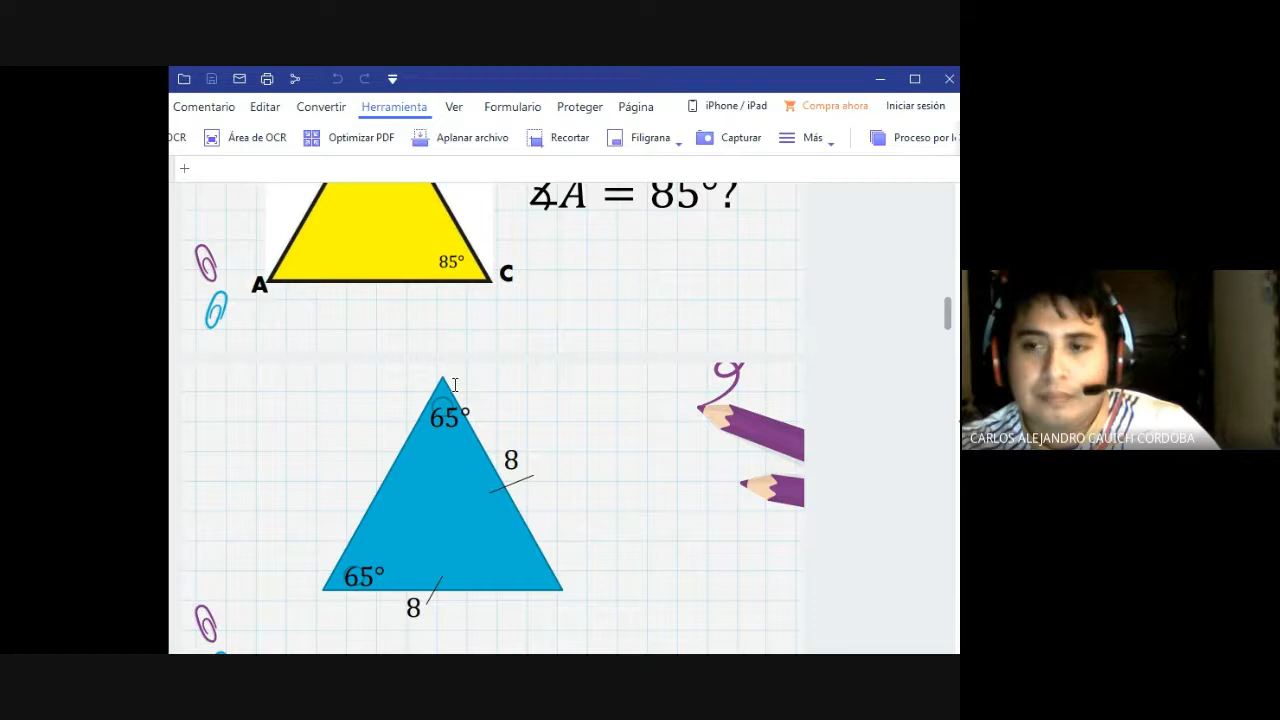 Comentario Editar Convertir Herramienta Ver Formulario Proteger Página iPhone / iPad Compra ahora Iniciar sesión
OCR Área de OCR Optimizar PDF Aplanar archivo Recortar Filigrana Capturar Más Proceso por l
∡A = 85°?
85°
A C
65°
8
65°
8
CARLOS ALEJANDRO CAUICH CORDOBA